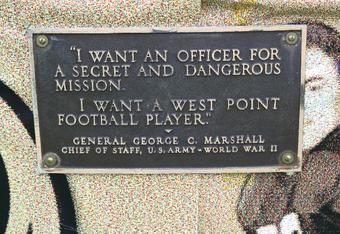 "I WANT AN OFFICER FOR
A SECRET AND DANGEROUS
MISSION.
I WANT A WEST POINT
FOOTBALL PLAYER."
GENERAL GEORGE C. MARSHALL
CHIEF OF STAFF, U.S. ARMY - WORLD WAR II